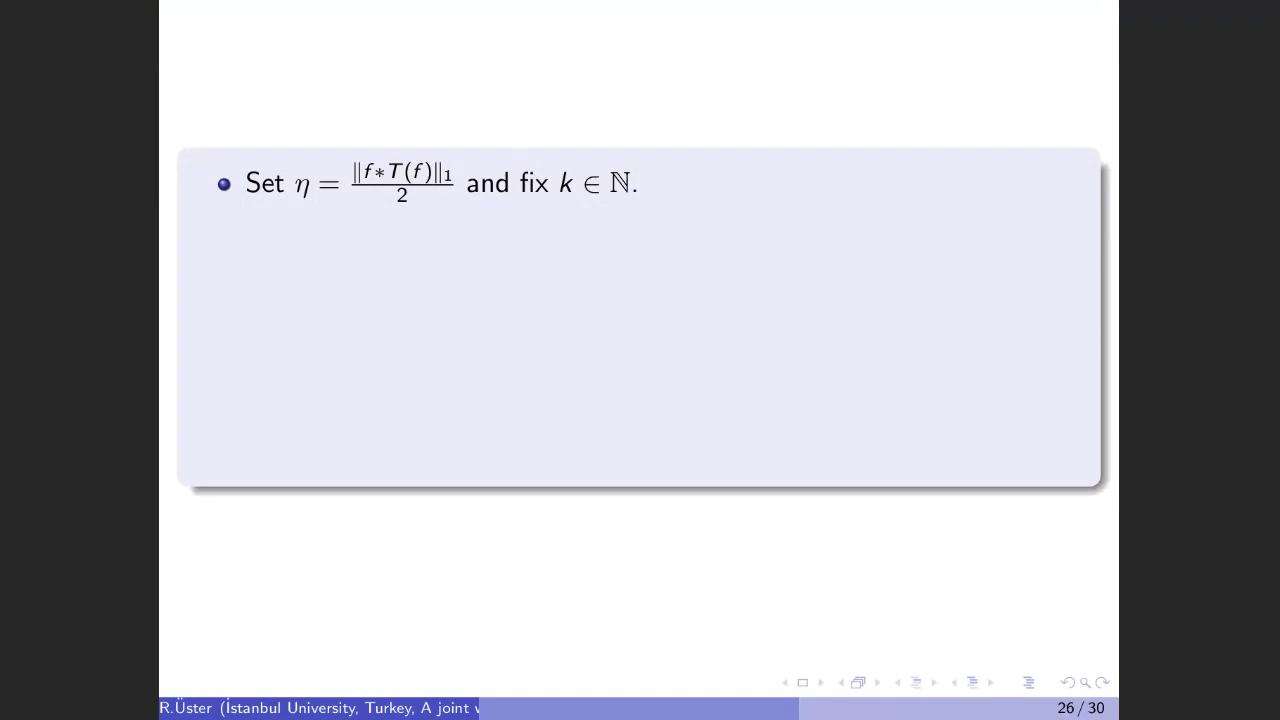 Set η = ‖f∗T(f)‖₁/2 and fix k ∈ ℕ.
R.Üster (İstanbul University, Turkey, A joint
26 / 30